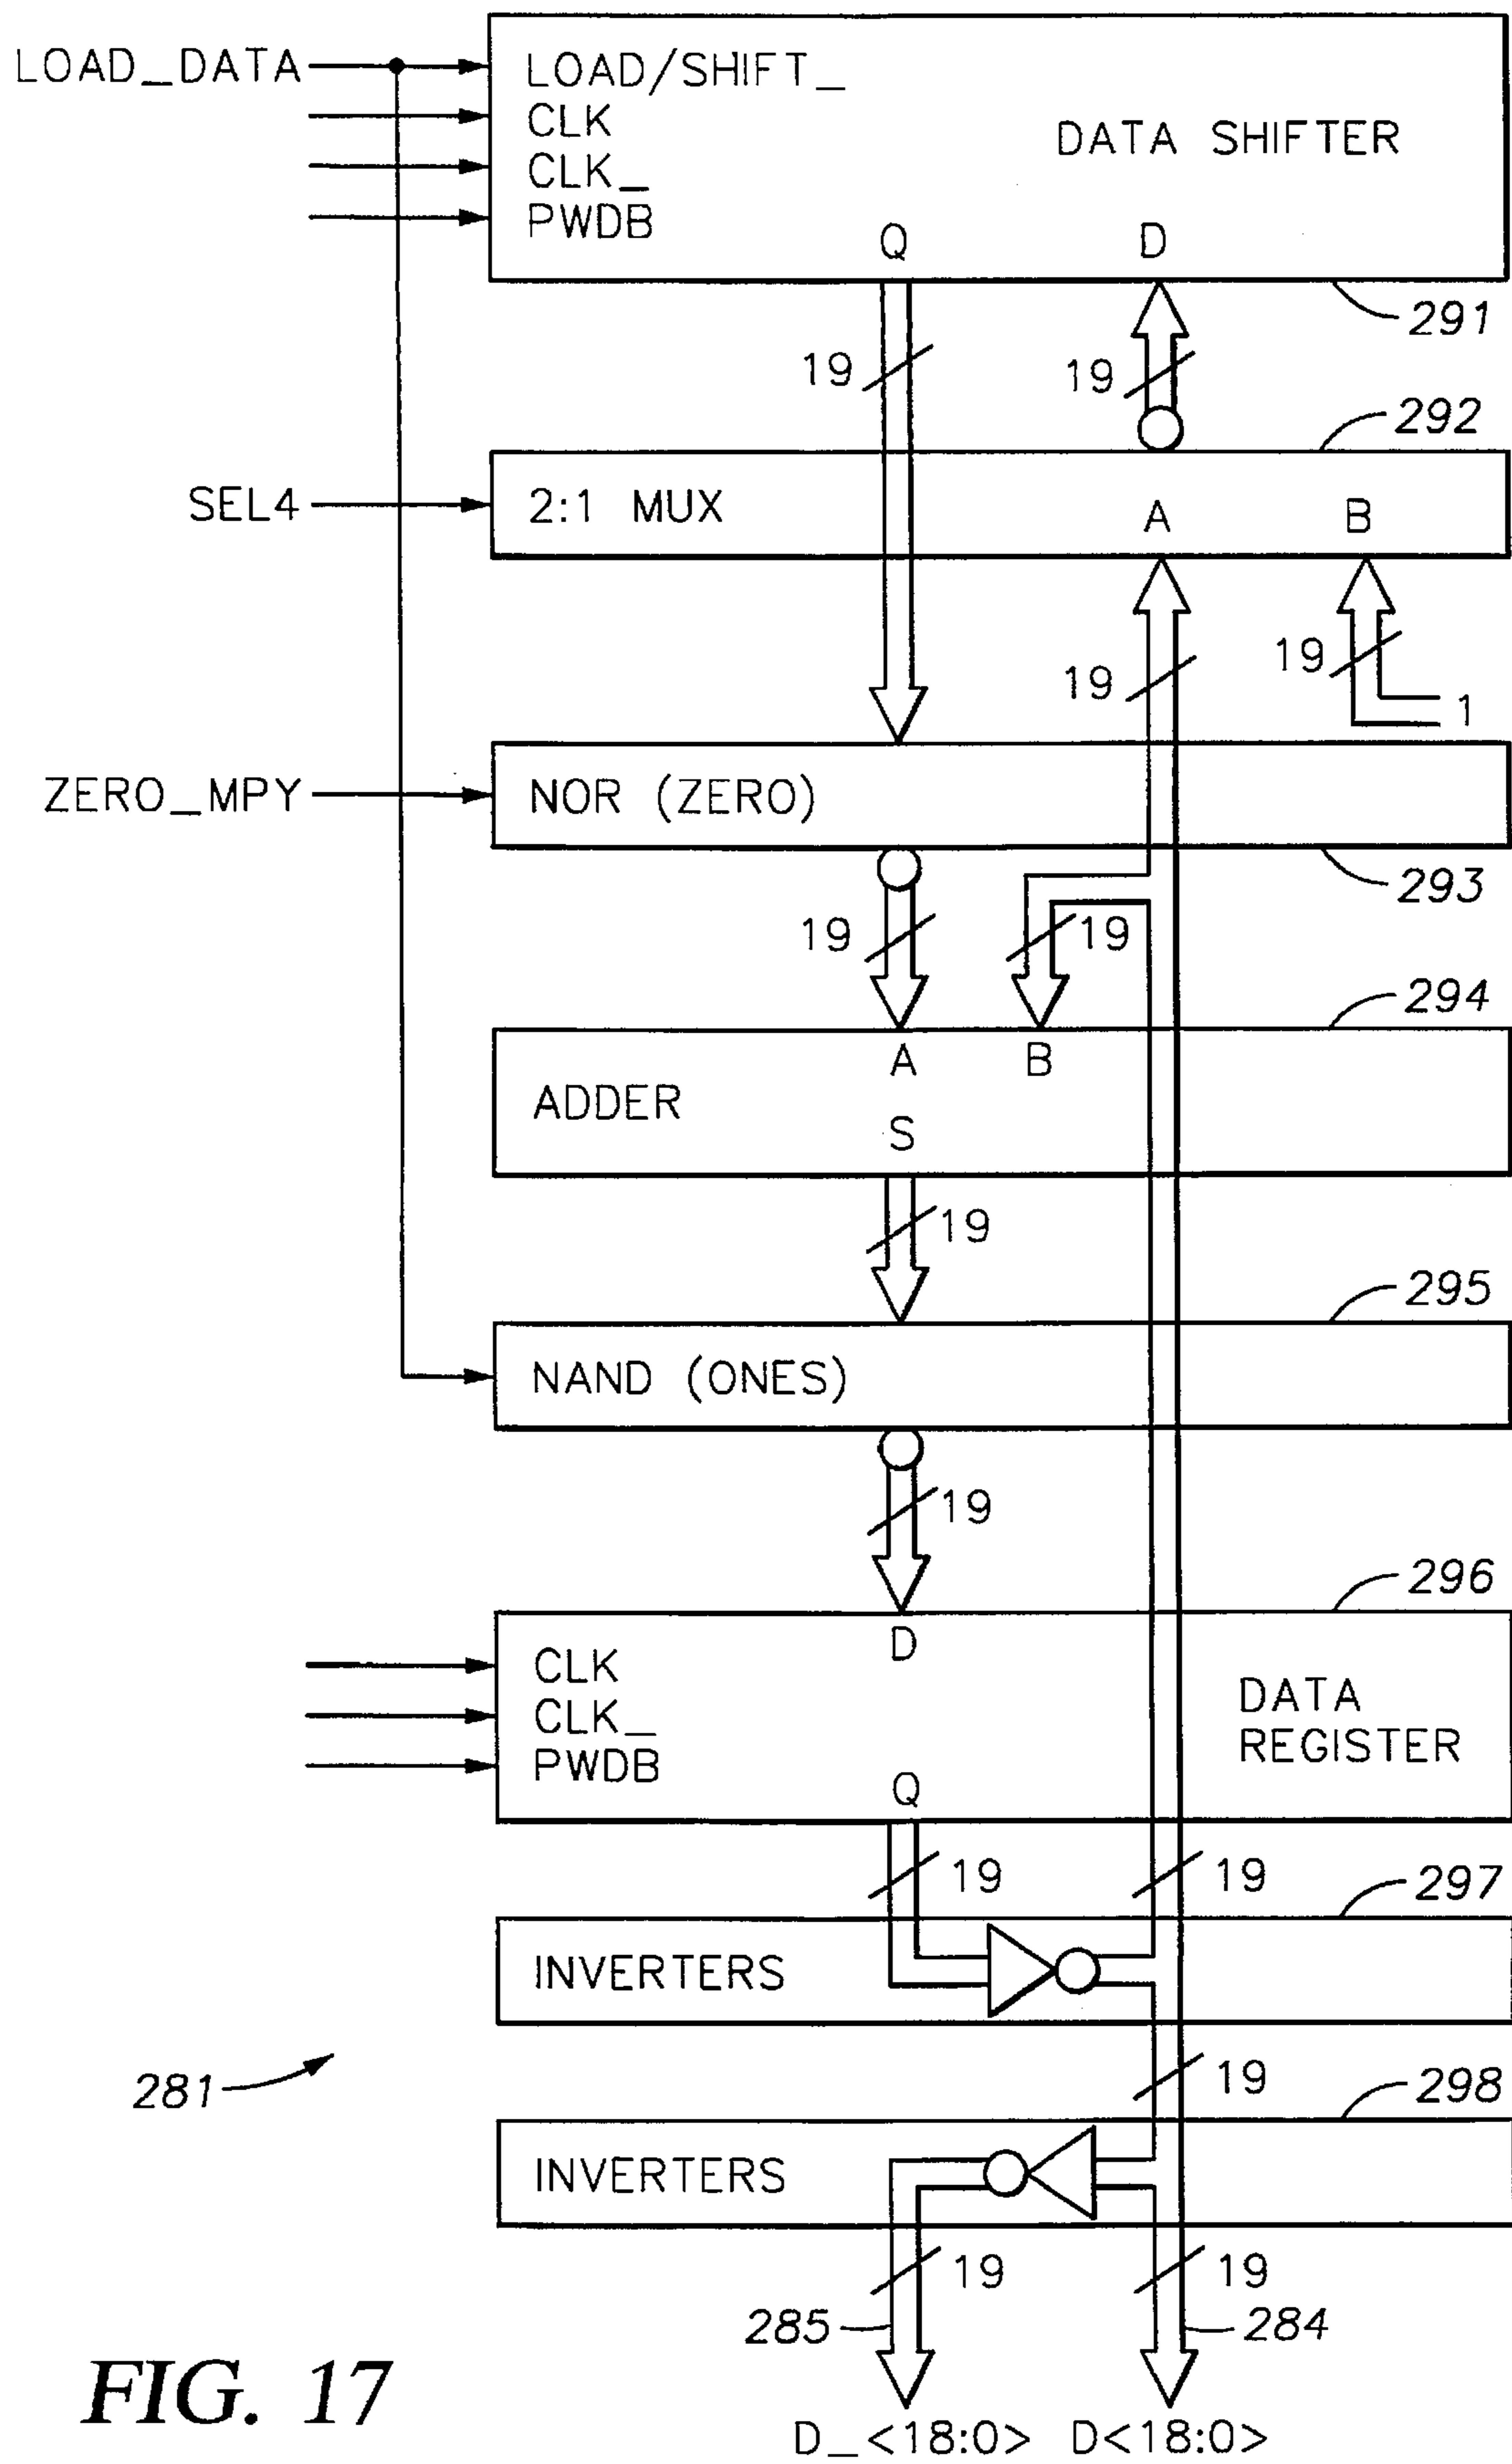 LOAD_DATA
LOAD/SHIFT_
CLK
CLK_
PWDB
DATA SHIFTER
Q
D
291
19
19
292
SEL4
2:1 MUX
A
B
19
19
1
ZERO_MPY
NOR (ZERO)
293
19
19
294
A
B
ADDER
S
19
295
NAND (ONES)
19
296
D
CLK
CLK_
PWDB
DATA
REGISTER
Q
19
19
297
INVERTERS
281
19
298
INVERTERS
19
19
285
284
FIG. 17
D_<18:0>
D<18:0>